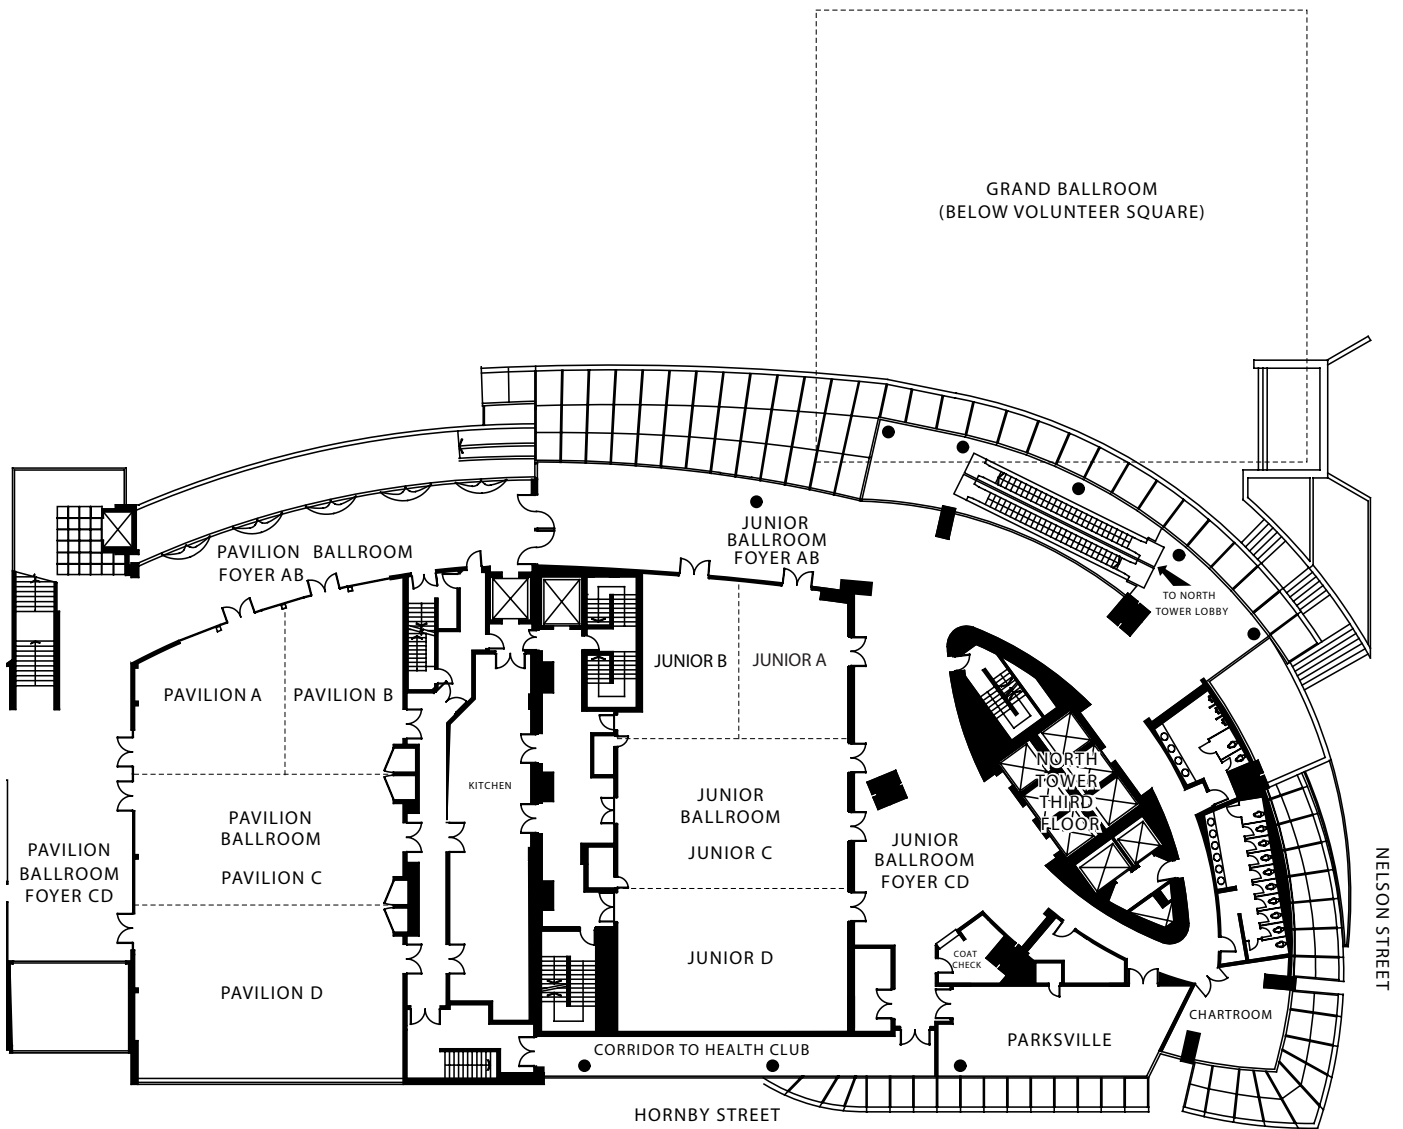 GRAND BALLROOM
(BELOW VOLUNTEER SQUARE)
JUNIOR
BALLROOM
FOYER AB
PAVILION BALLROOM
FOYER AB
TO NORTH
TOWER LOBBY
JUNIOR B
JUNIOR A
PAVILION A
PAVILION B
NORTH
TOWER
THIRD
FLOOR
KITCHEN
JUNIOR
BALLROOM
JUNIOR C
PAVILION
BALLROOM
PAVILION C
JUNIOR
BALLROOM
FOYER CD
PAVILION
BALLROOM
FOYER CD
NELSON STREET
COAT
CHECK
JUNIOR D
PAVILION D
CHARTROOM
PARKSVILLE
CORRIDOR TO HEALTH CLUB
HORNBY STREET